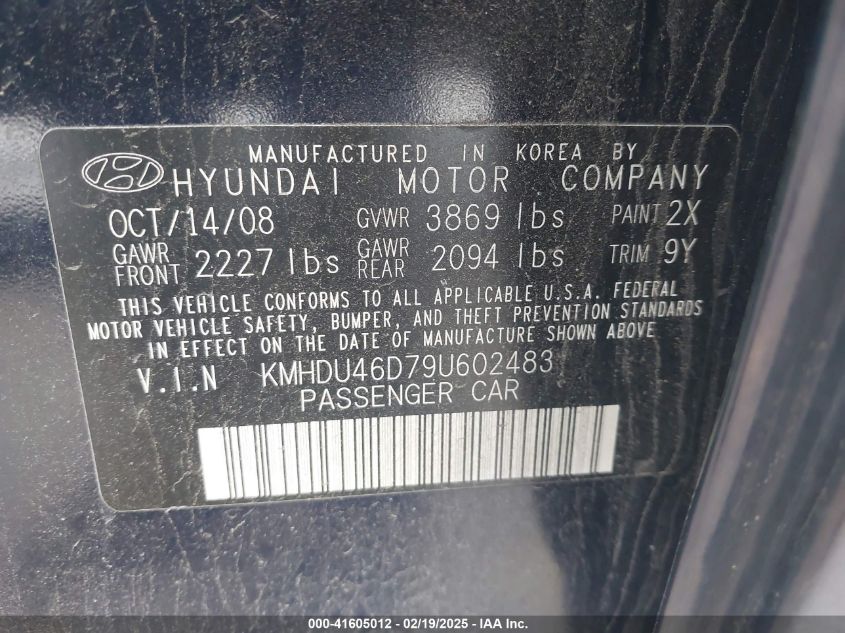 MANUFACTURED IN KOREA BY
HYUNDAI MOTOR COMPANY
OCT/14/08 GVWR 3869 lbs PAINT 2X
GAWR FRONT 2227 lbs GAWR REAR 2094 lbs TRIM 9Y
THIS VEHICLE CONFORMS TO ALL APPLICABLE U.S.A. FEDERAL
MOTOR VEHICLE SAFETY, BUMPER, AND THEFT PREVENTION STANDARDS
IN EFFECT ON THE DATE OF MANUFACTURE SHOWN ABOVE
V.I.N KMHDU46D79U602483
PASSENGER CAR
000-41605012 - 02/19/2025 - IAA Inc.